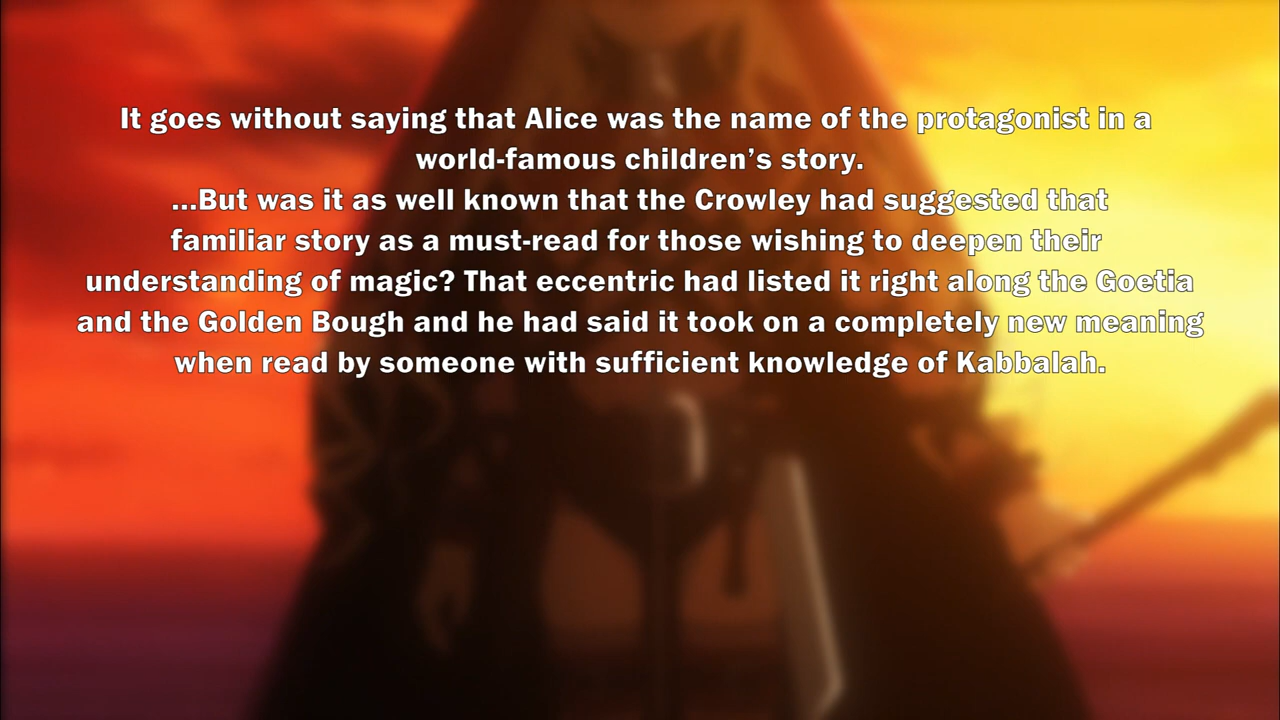 It goes without saying that Alice was the name of the protagonist in a
world-famous children’s story.
...But was it as well known that the Crowley had suggested that
familiar story as a must-read for those wishing to deepen their
understanding of magic? That eccentric had listed it right along the Goetia
and the Golden Bough and he had said it took on a completely new meaning
when read by someone with sufficient knowledge of Kabbalah.